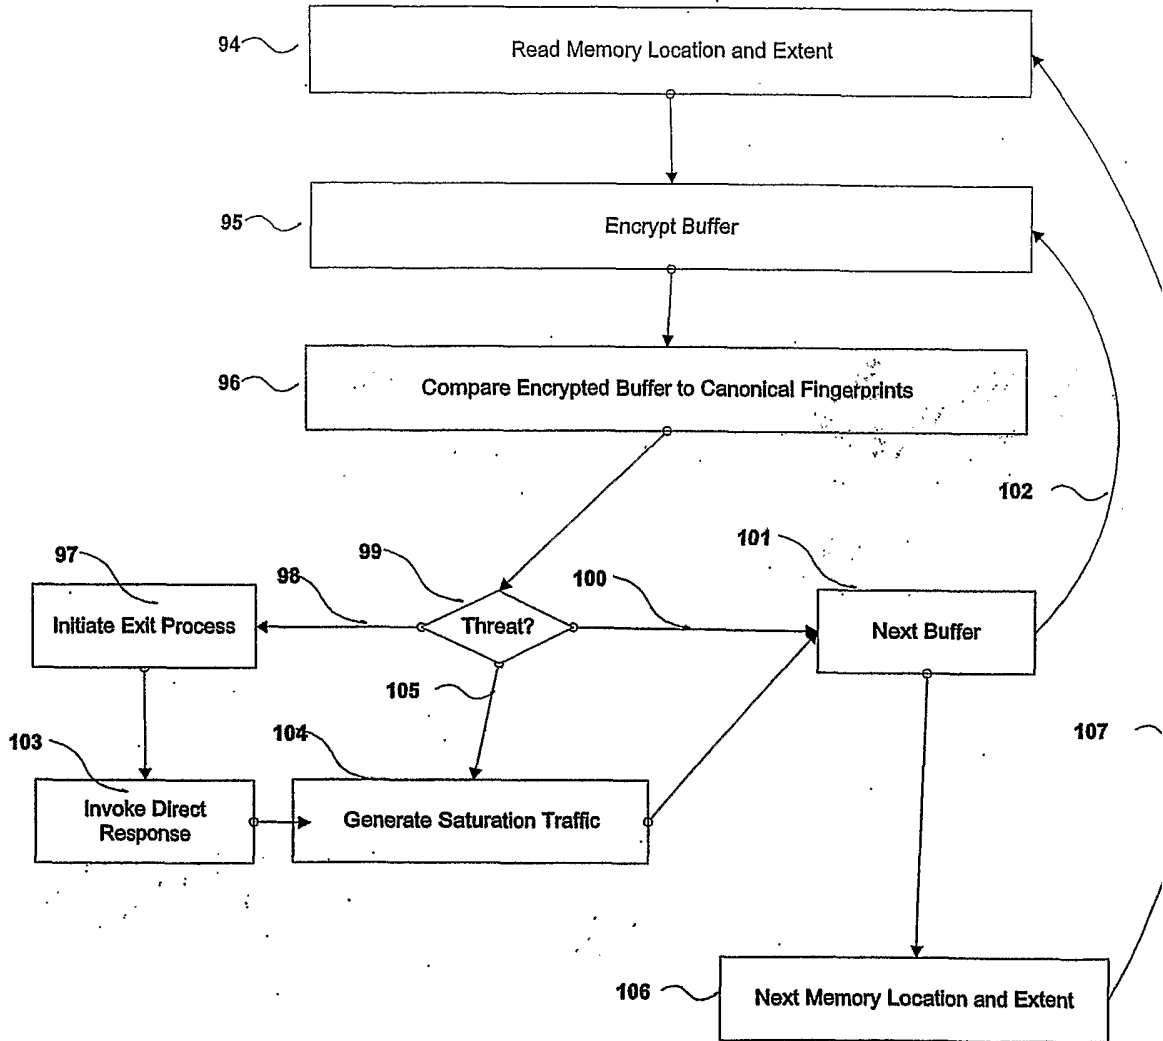 94
Read Memory Location and Extent
95
Encrypt Buffer
96
Compare Encrypted Buffer to Canonical Fingerprints
102
97
98
99
100
101
Initiate Exit Process
Threat?
Next Buffer
105
103
104
107
Invoke Direct
Response
Generate Saturation Traffic
106
Next Memory Location and Extent